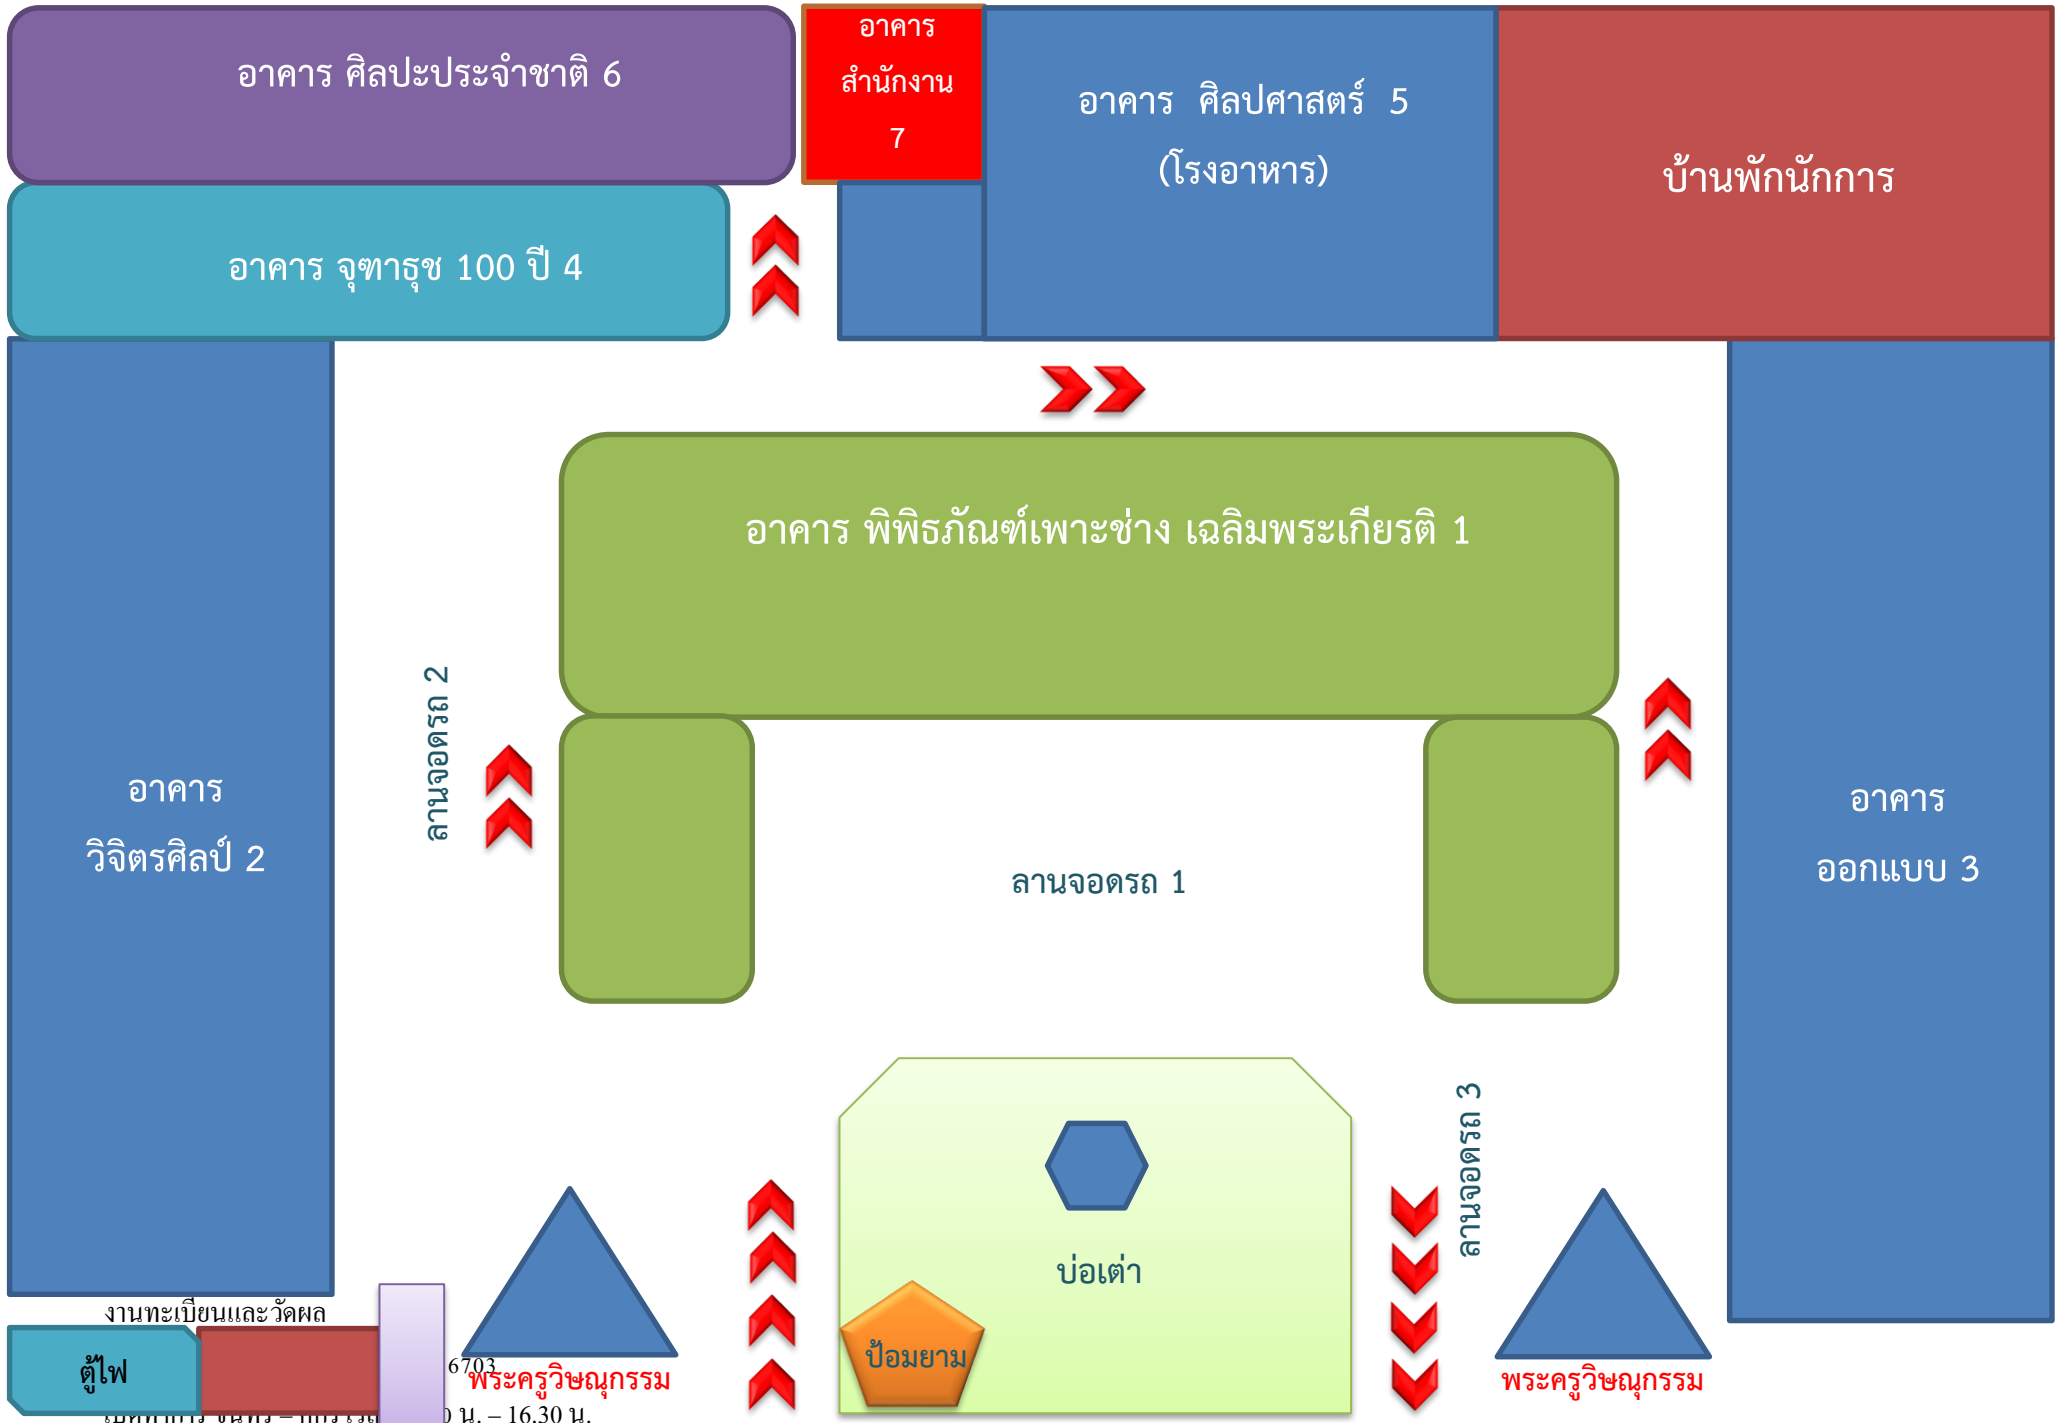 อาคาร ศิลปะประจำชาติ 6
อาคาร
สำนักงาน
7
อาคาร ศิลปศาสตร์ 5
(โรงอาหาร)
บ้านพักนักการ
อาคาร จุฑาธุช 100 ปี 4
อาคาร พิพิธภัณฑ์เพาะช่าง เฉลิมพระเกียรติ 1
ลานจอดรถ 2
อาคาร
วิจิตรศิลป์ 2
ลานจอดรถ 1
อาคาร
ออกแบบ 3
ลานจอดรถ 3
บ่อเต่า
ป้อมยาม
งานทะเบียนและวัดผล
ตู้ไฟ
6703
พระครูวิษณุกรรม
พระครูวิษณุกรรม
น. – 16.30 น.